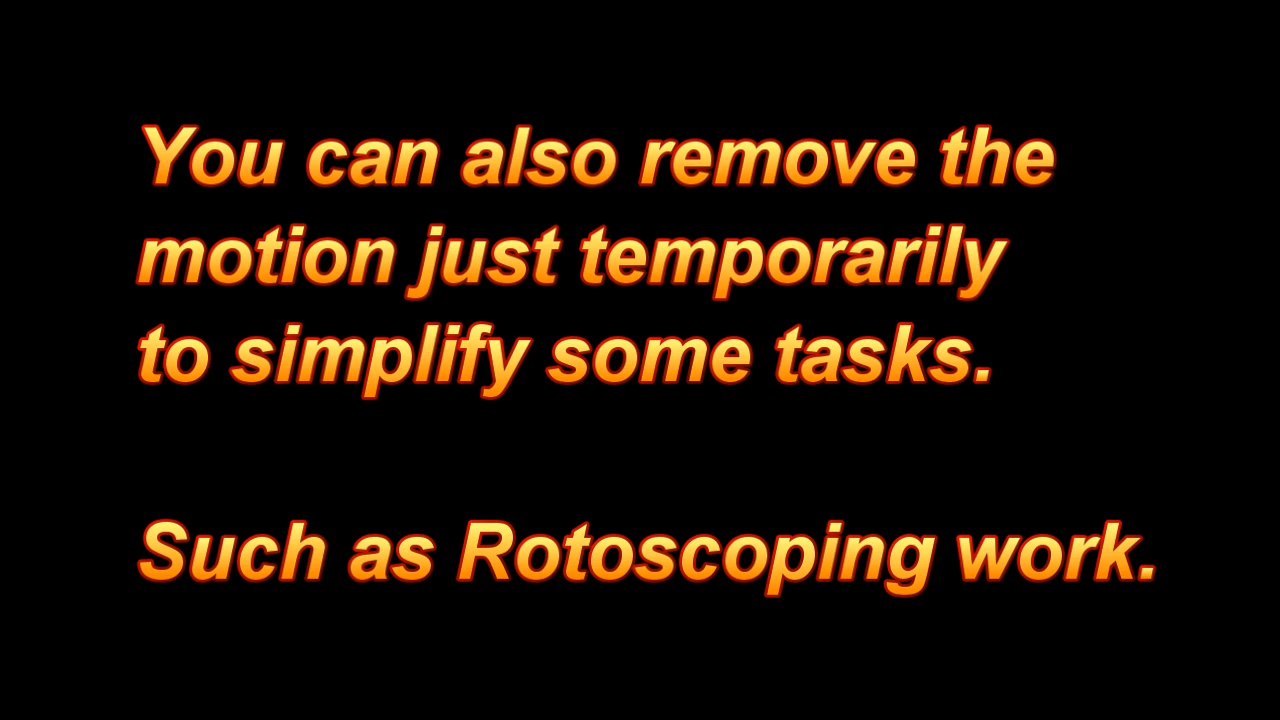 You can also remove the
motion just temporarily
to simplify some tasks.
Such as Rotoscoping work.